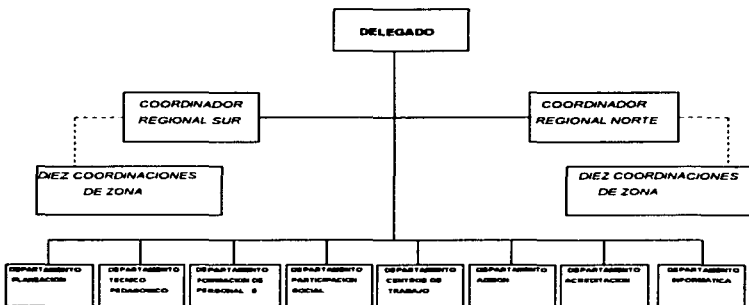 DELEGADO
COORDINADOR
REGIONAL SUR
COORDINADOR
REGIONAL NORTE
DIEZ COORDINACIONES
DE ZONA
DIEZ COORDINACIONES
DE ZONA
DEPARTAMENTO
PLANEACION
DEPARTAMENTO
TECNICO
PEDAGOGICO
DEPARTAMENTO
FORMACION DE
PERSONAL
DEPARTAMENTO
PARTICIPACION
SOCIAL
DEPARTAMENTO
CENTROS DE
TRABAJO
DEPARTAMENTO
DEPARTAMENTO
ACREDITACION
DEPARTAMENTO
INFORMATICA